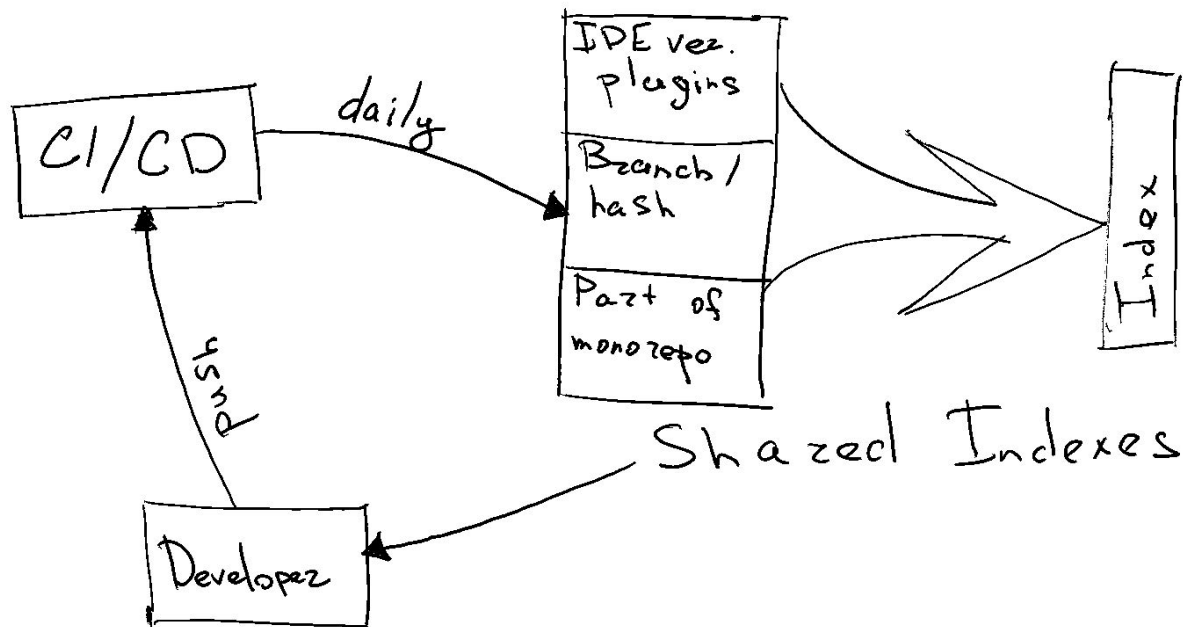 IDE ver.
plugins
daily
CI/CD
Branch/
hash
Index
Part of
monorepo
push
Shared Indexes
Developer